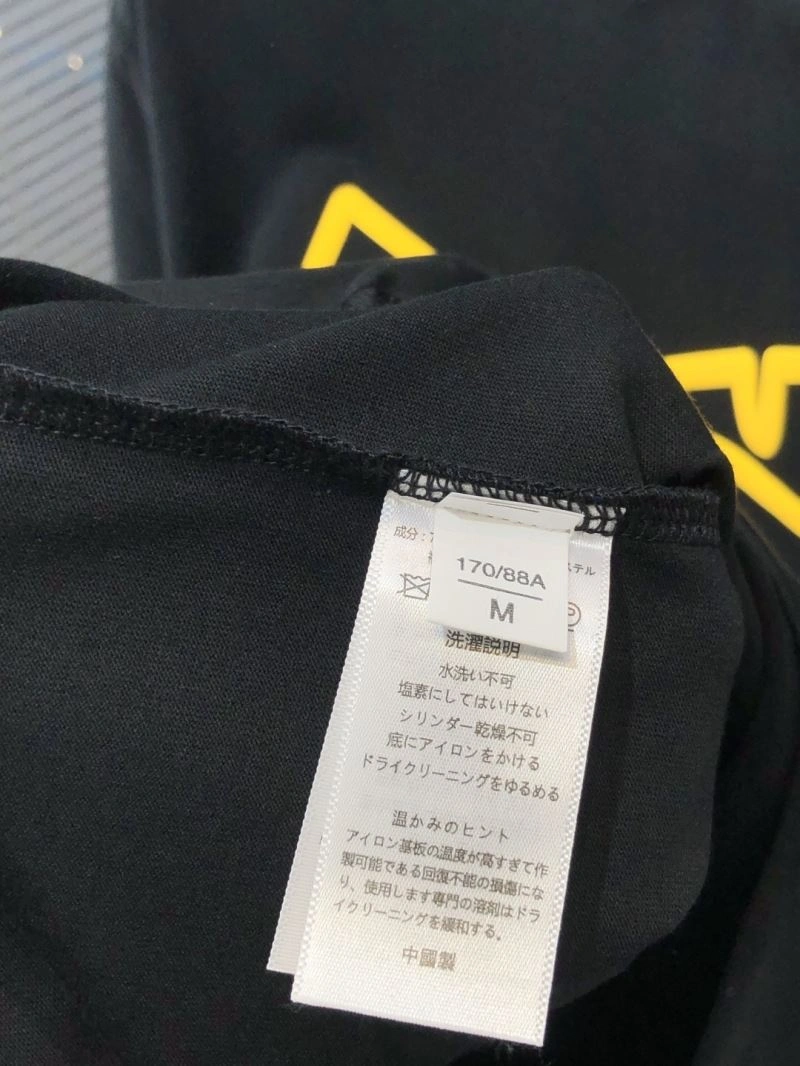 成分:7
ステル
170/88A
M
P
洗濯説明
水洗い不可
塩素にしてはいけない
シリンダー乾燥不可
底にアイロンをかける
ドライクリーニングをゆるめる
温かみのヒント
アイロン基板の温度が高すぎて作
製可能である回復不能の損傷にな
り、使用します専門の溶剤はドラ
イクリーニングを緩和する。
中國製